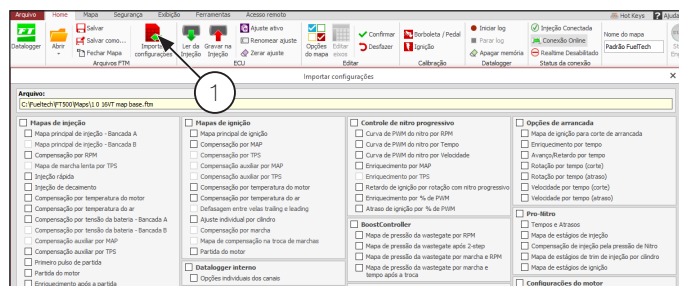 Arquivo Home Mapa Segurança Exibição Ferramentas Acesso remoto Hot Keys ? Ajuda
Datalogger
Abrir
Salvar
Salvar como...
Fechar Mapa
Arquivos FTM
Importar configurações
Ler da Injeção
Gravar na Injeção
Ajuste ativo
Renomear ajuste
Zerar ajuste
ECU
Opções do mapa
Editar eixos
Confirmar
Desfazer
Editar
Borboleta / Pedal
Ignição
Calibração
Iniciar log
Parar log
Apagar memória
Datalogger
Injeção Conectada
Conexão Online
Realtime Desabilitado
Status da conexão
Nome do mapa
Padrão FuelTech
1
Importar configurações
Arquivo:
C:\Fueltech\FT500\Maps\1.0 16VT map base.ftm
Mapas de injeção
Mapa principal de injeção - Bancada A
Mapa principal de injeção - Bancada B
Compensação por RPM
Mapa de marcha lenta por TPS
Injeção rápida
Injeção de decaimento
Compensação por temperatura do motor
Compensação por temperatura do ar
Compensação por tensão da bateria - Bancada A
Compensação por tensão da bateria - Bancada B
Compensação auxiliar por MAP
Compensação auxiliar por TPS
Primeiro pulso de partida
Partida do motor
Enriquecimento após a partida
Mapas de ignição
Mapa principal de ignição
Compensação por MAP
Compensação por TPS
Compensação auxiliar por MAP
Compensação auxiliar por TPS
Compensação por temperatura do motor
Compensação por temperatura do ar
Defasagem entre velas trailing e leading
Ajuste individual por cilindro
Compensação por marcha
Mapa de compensação na troca de marchas
Partida do motor
Datalogger interno
Opções individuais dos canais
Controle de nitro progressivo
Curva de PWM do nitro por RPM
Curva de PWM do nitro por Tempo
Curva de PWM do nitro por Velocidade
Enriquecimento por MAP
Enriquecimento por TPS
Retardo de ignição por rotação com nitro progressivo
Enriquecimento por % de PWM
Atraso de ignição por % de PWM
BoostController
Mapa de pressão da wastegate por RPM
Mapa de pressão da wastegate após 2-step
Mapa de pressão da wastegate por marcha e RPM
Mapa de pressão da wastegate por marcha e
tempo após a troca
Opções de arrancada
Mapa de ignição para corte de arrancada
Enriquecimento por tempo
Avanço/Retardo por tempo
Rotação por tempo (corte)
Rotação por tempo (atraso)
Velocidade por tempo (corte)
Velocidade por tempo (atraso)
Pro-Nitro
Tempos e Atrasos
Mapa de estágios de injeção
Compensação de injeção pela pressão de Nitro
Mapa de estágios de trim de injeção por cilindro
Mapa de estágios de ignição
Configurações do motor